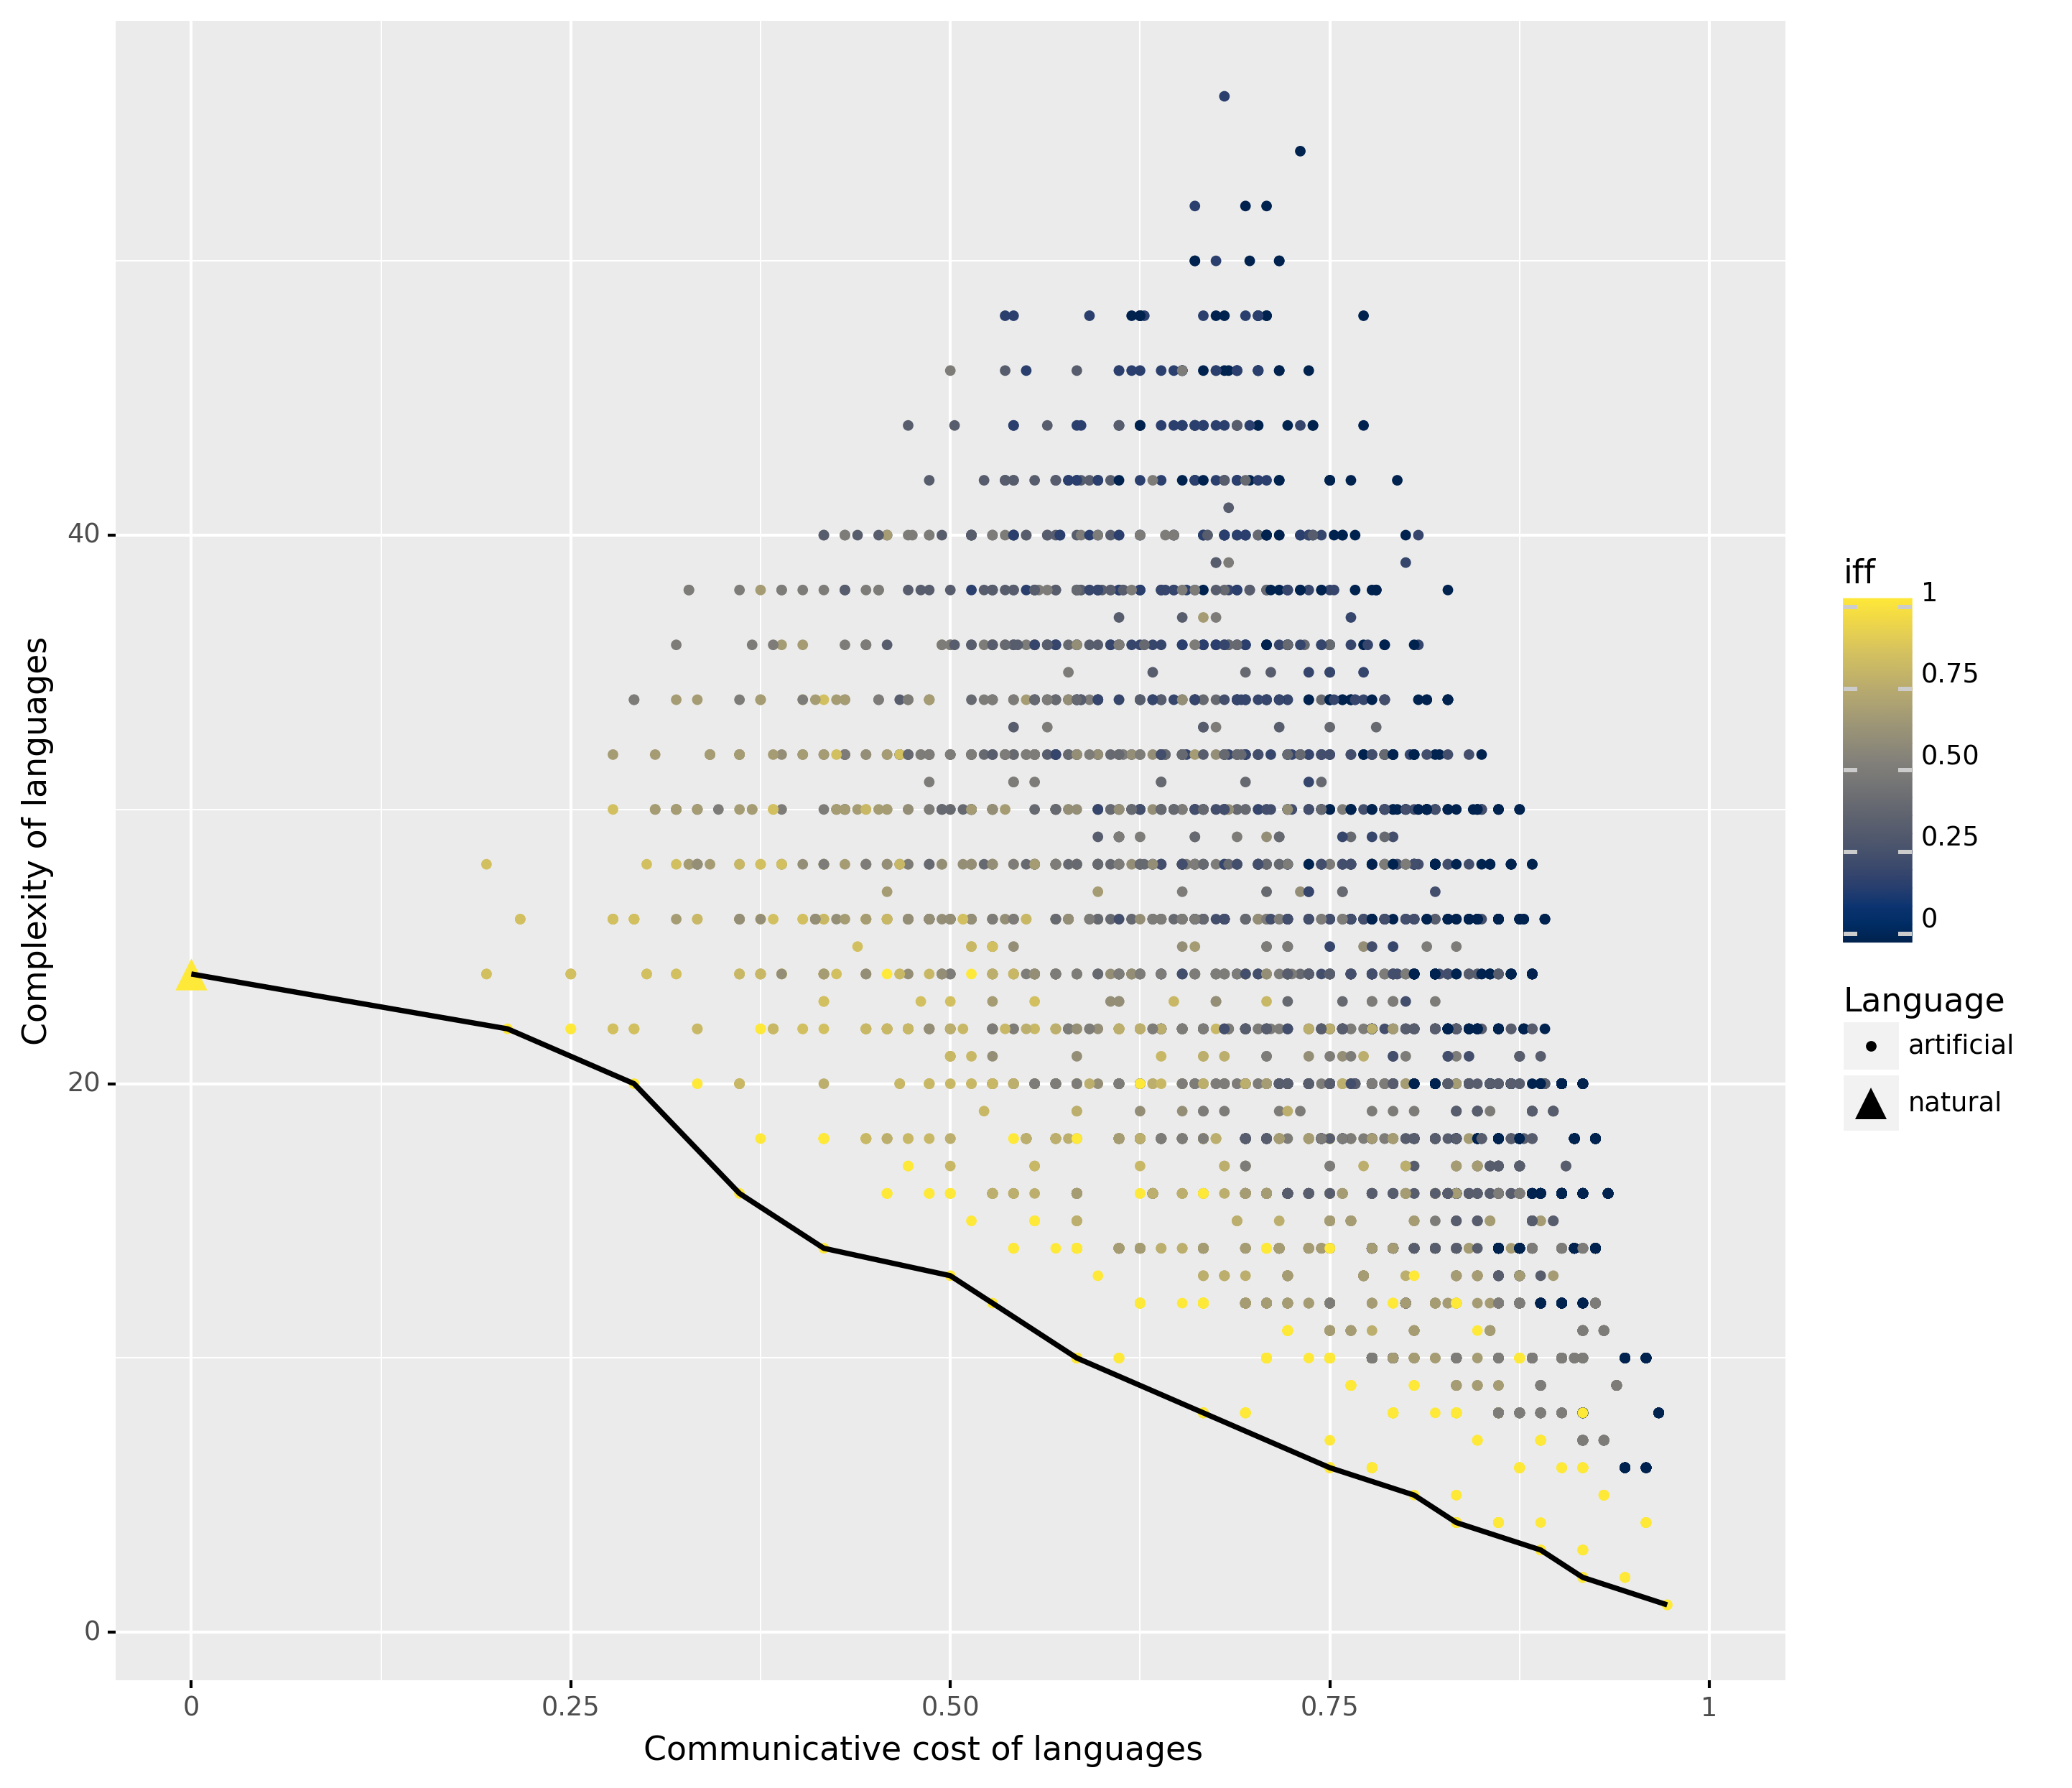 Complexity of languages
40
20
0
0
0.25
0.50
0.75
1
Communicative cost of languages
iff
1
0.75
0.50
0.25
0
Language
artificial
natural